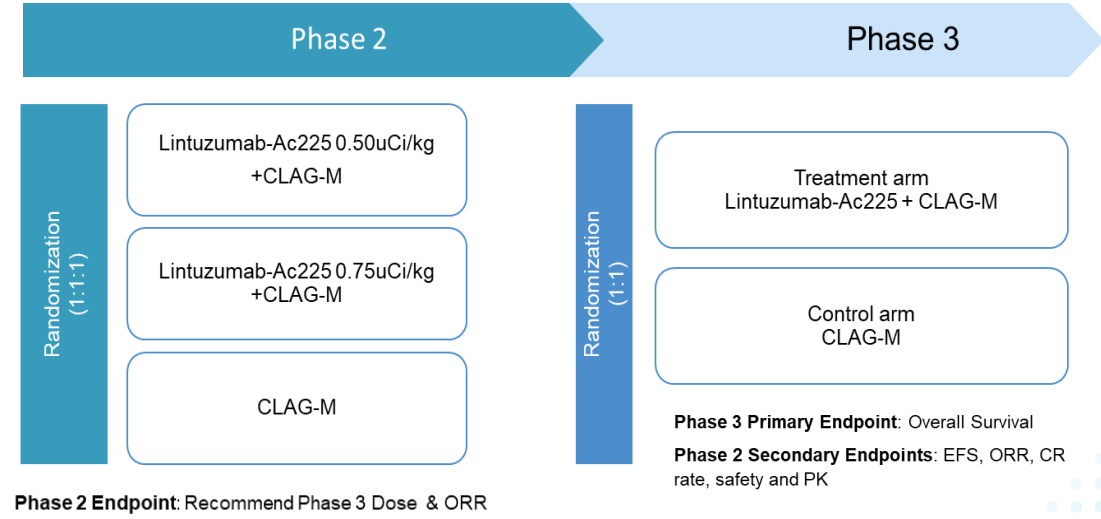 Phase 2
Phase 3
Randomization
(1:1:1)
Lintuzumab-Ac225 0.50uCi/kg
+CLAG-M
Lintuzumab-Ac225 0.75uCi/kg
+CLAG-M
CLAG-M
Phase 2 Endpoint: Recommend Phase 3 Dose & ORR
Randomization
(1:1)
Treatment arm
Lintuzumab-Ac225 + CLAG-M
Control arm
CLAG-M
Phase 3 Primary Endpoint: Overall Survival
Phase 2 Secondary Endpoints: EFS, ORR, CR
rate, safety and PK